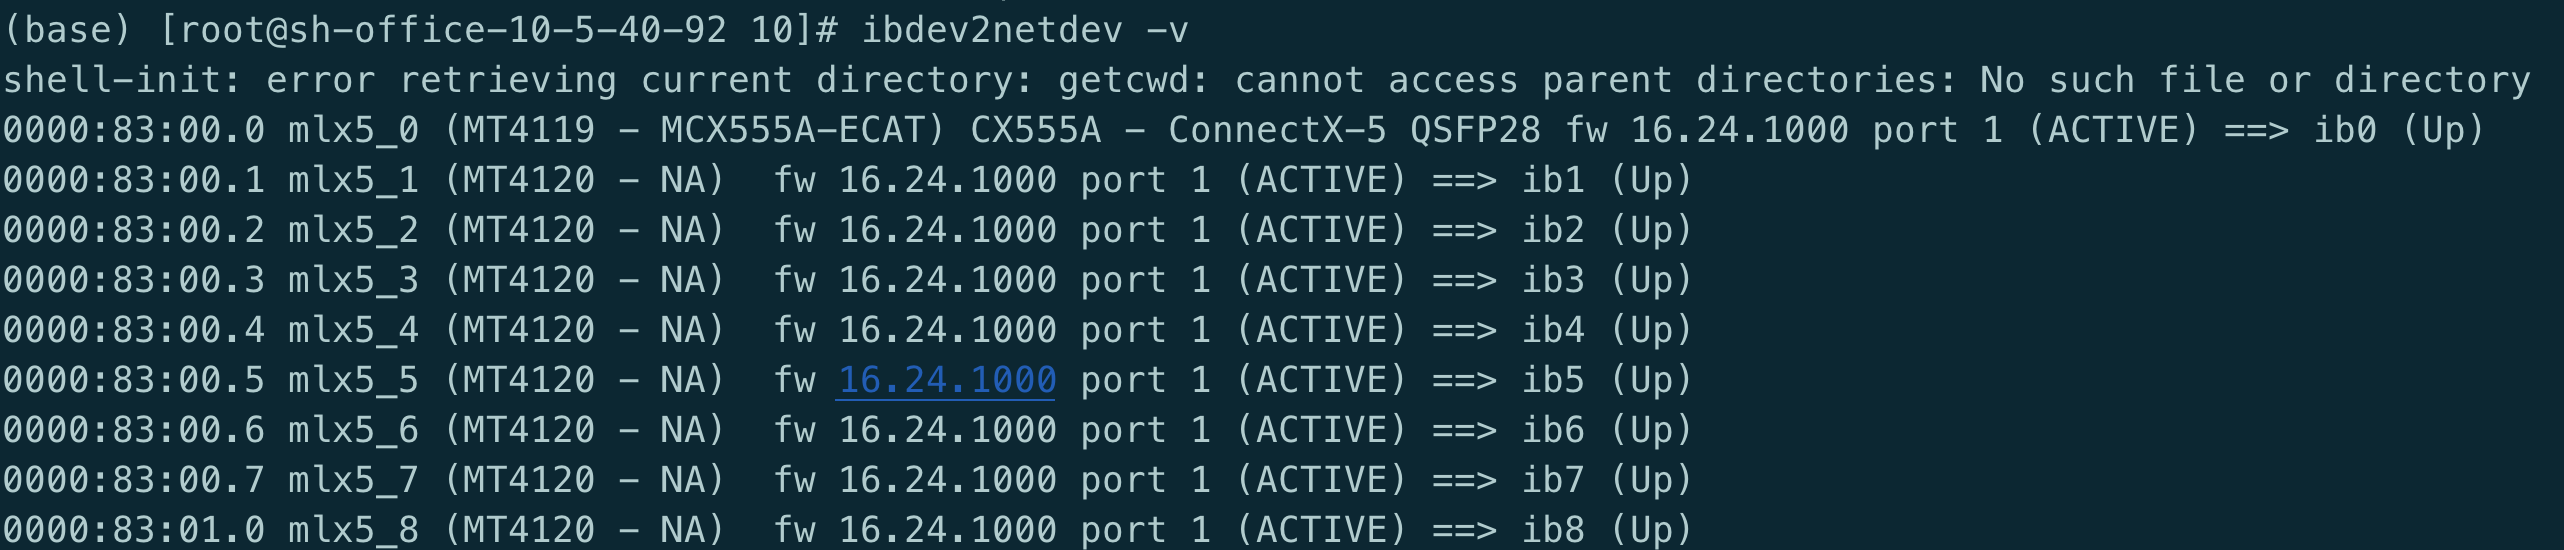 (base) [root@sh-office-10-5-40-92 10]# ibdev2netdev -v
shell-init: error retrieving current directory: getcwd: cannot access parent directories: No such file or directory
0000:83:00.0 mlx5_0 (MT4119 - MCX555A-ECAT) CX555A - ConnectX-5 QSFP28 fw 16.24.1000 port 1 (ACTIVE) ==> ib0 (Up)
0000:83:00.1 mlx5_1 (MT4120 - NA)  fw 16.24.1000 port 1 (ACTIVE) ==> ib1 (Up)
0000:83:00.2 mlx5_2 (MT4120 - NA)  fw 16.24.1000 port 1 (ACTIVE) ==> ib2 (Up)
0000:83:00.3 mlx5_3 (MT4120 - NA)  fw 16.24.1000 port 1 (ACTIVE) ==> ib3 (Up)
0000:83:00.4 mlx5_4 (MT4120 - NA)  fw 16.24.1000 port 1 (ACTIVE) ==> ib4 (Up)
0000:83:00.5 mlx5_5 (MT4120 - NA)  fw 16.24.1000 port 1 (ACTIVE) ==> ib5 (Up)
0000:83:00.6 mlx5_6 (MT4120 - NA)  fw 16.24.1000 port 1 (ACTIVE) ==> ib6 (Up)
0000:83:00.7 mlx5_7 (MT4120 - NA)  fw 16.24.1000 port 1 (ACTIVE) ==> ib7 (Up)
0000:83:01.0 mlx5_8 (MT4120 - NA)  fw 16.24.1000 port 1 (ACTIVE) ==> ib8 (Up)